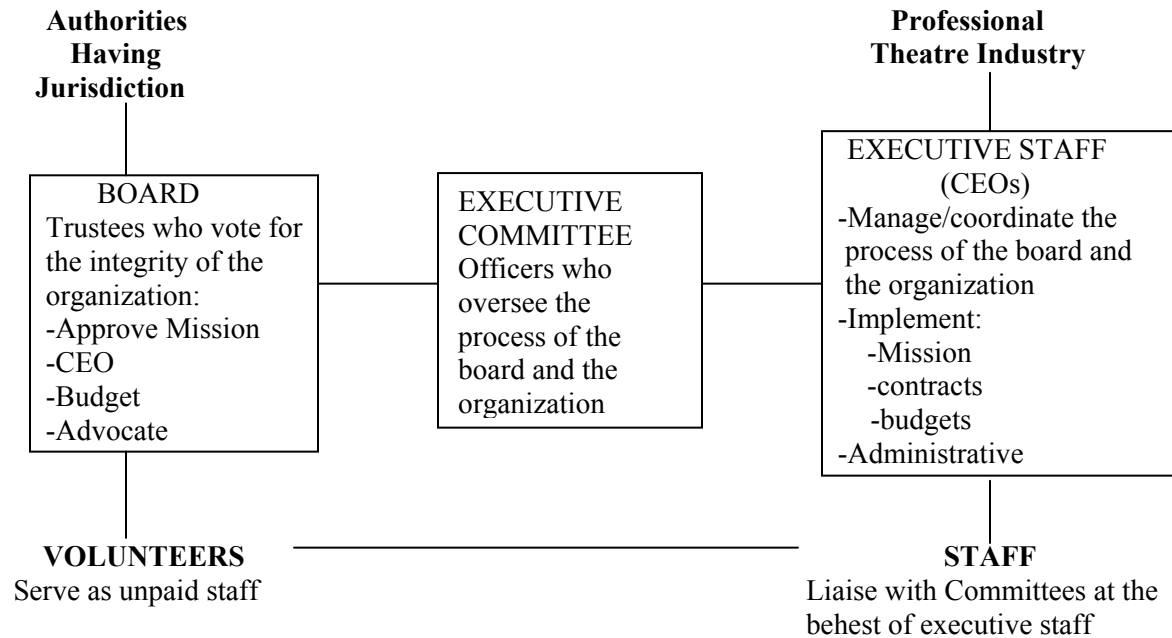 Authorities
Having
Jurisdiction
Professional
Theatre Industry
BOARD
Trustees who vote for
the integrity of the
organization:
-Approve Mission
-CEO
-Budget
-Advocate
EXECUTIVE
COMMITTEE
Officers who
oversee the
process of the
board and the
organization
EXECUTIVE STAFF
(CEOs)
-Manage/coordinate the
process of the board and
the organization
-Implement:
-Mission
-contracts
-budgets
-Administrative
VOLUNTEERS
Serve as unpaid staff
STAFF
Liaise with Committees at the
behest of executive staff